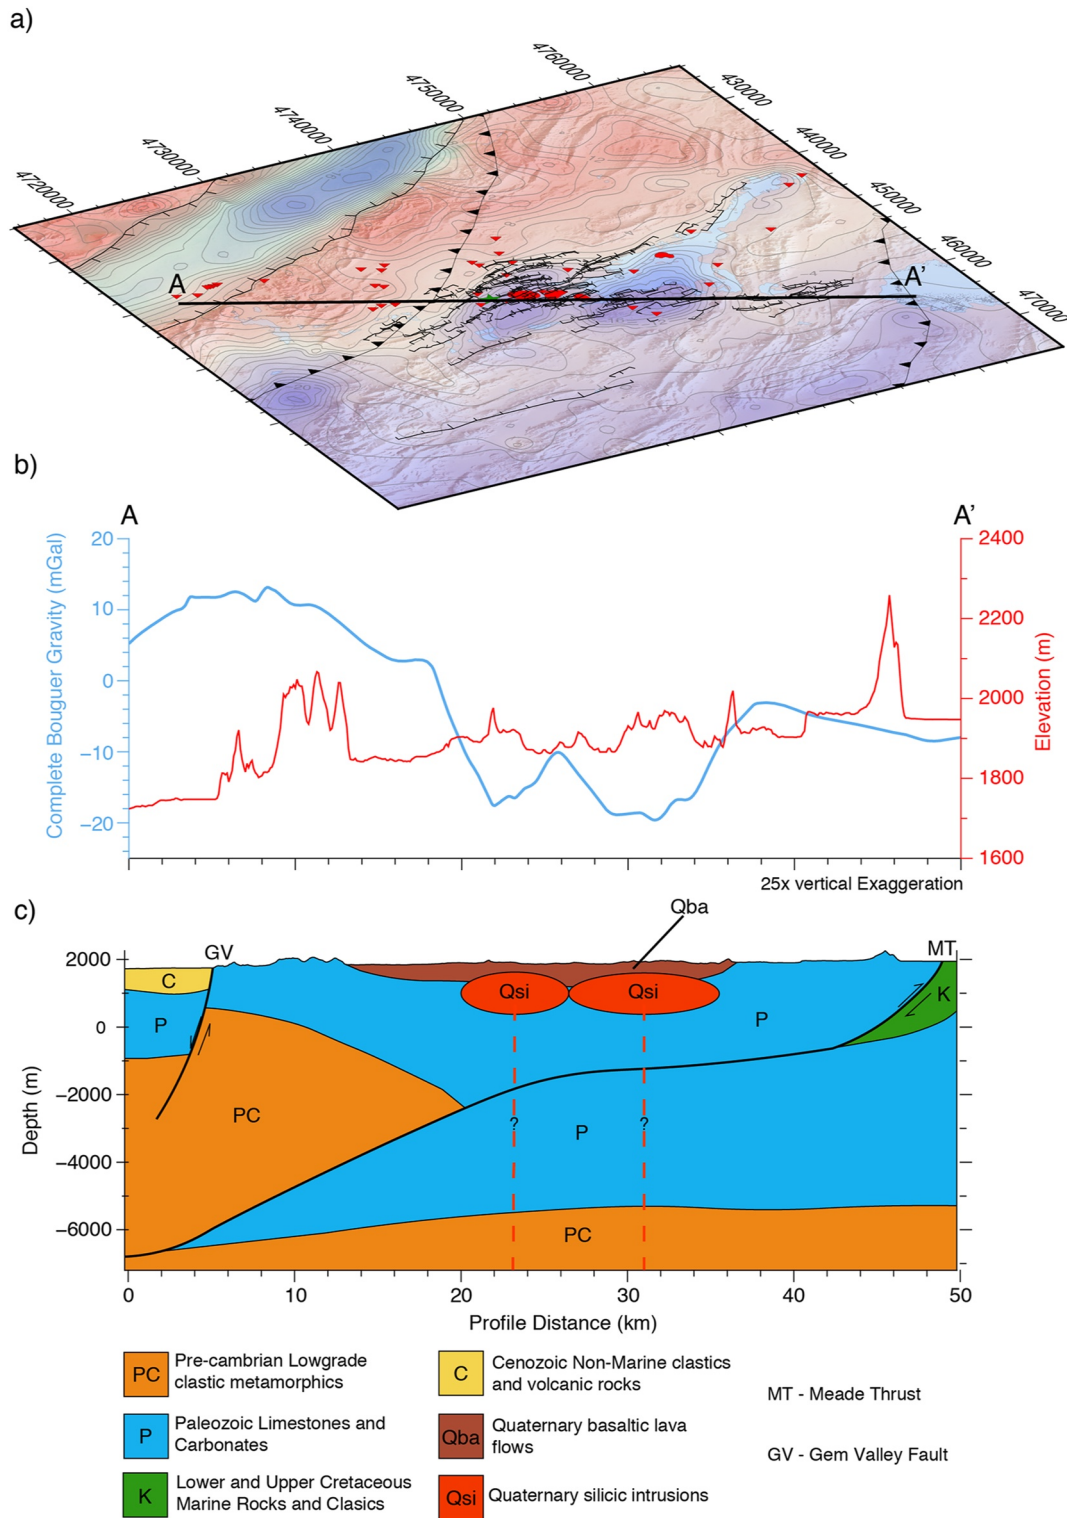 a)
4720000
4730000
4740000
4750000
4760000
430000
440000
450000
460000
470000
A
A'
b)
A
A'
Complete Bouguer Gravity (mGal)
20
10
0
−10
−20
2400
2200
2000
1800
1600
Elevation (m)
25x vertical Exaggeration
c)
Qba
GV
MT
Depth (m)
2000
0
−2000
−4000
−6000
C
P
PC
Qsi
Qsi
P
K
?
?
P
PC
0
10
20
30
40
50
Profile Distance (km)
PC
Pre-cambrian Lowgrade
clastic metamorphics
P
Paleozoic Limestones and
Carbonates
K
Lower and Upper Cretaceous
Marine Rocks and Clasics
C
Cenozoic Non-Marine clastics
and volcanic rocks
Qba
Quaternary basaltic lava
flows
Qsi
Quaternary silicic intrusions
MT - Meade Thrust
GV - Gem Valley Fault